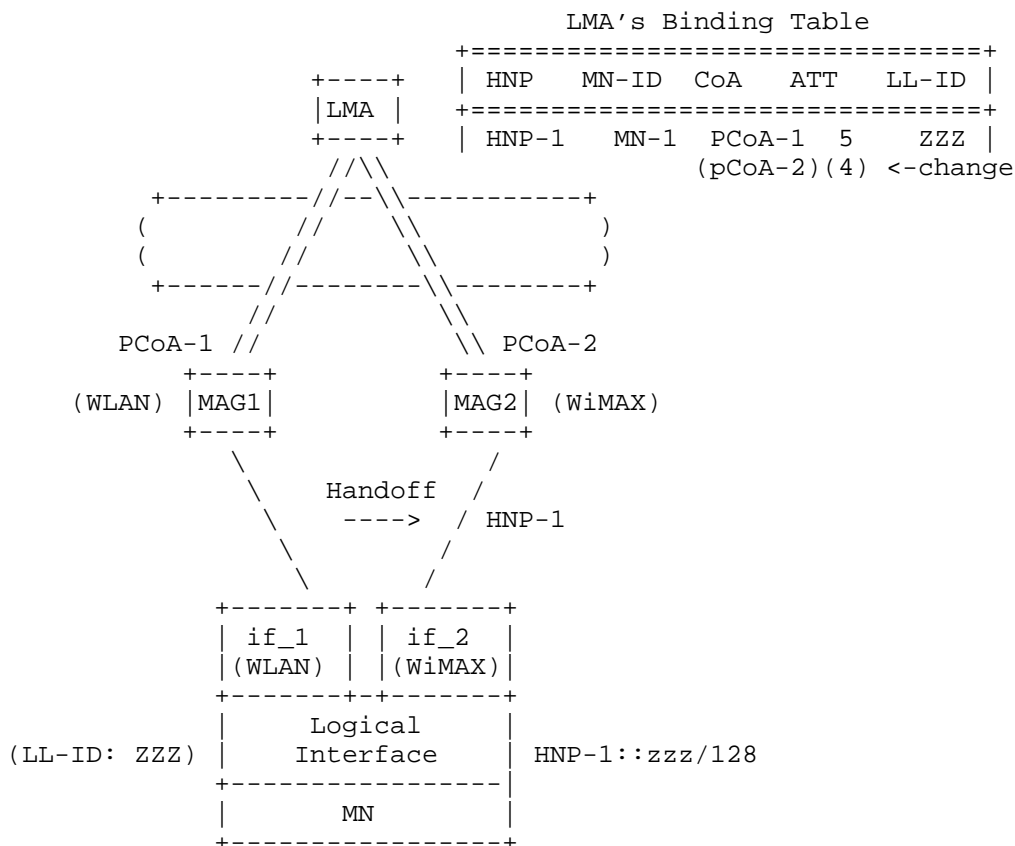 LMA's Binding Table
HNP MN-ID CoA ATT LL-ID
LMA
HNP-1 MN-1 PCoA-1 5 ZZZ
(pCoA-2)(4) <-change
PCoA-1 PCoA-2
(WLAN) MAG1 MAG2 (WiMAX)
Handoff
----> HNP-1
if_1 if_2
(WLAN) (WiMAX)
Logical
(LL-ID: ZZZ) Interface HNP-1::zzz/128
MN